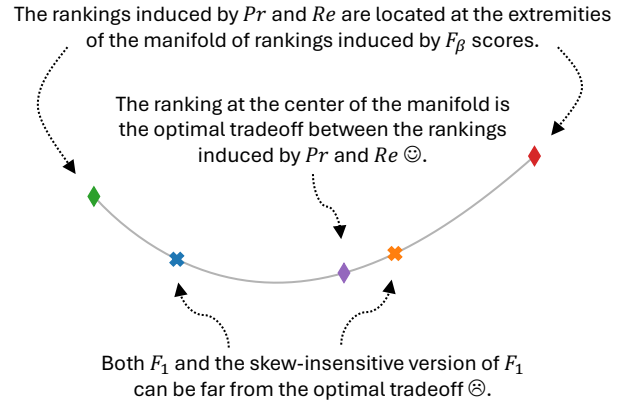 The rankings induced by Pr and Re are located at the extremities
of the manifold of rankings induced by Fβ scores.
The ranking at the center of the manifold is
the optimal tradeoff between the rankings
induced by Pr and Re ☺.
Both F1 and the skew-insensitive version of F1
can be far from the optimal tradeoff ☹.